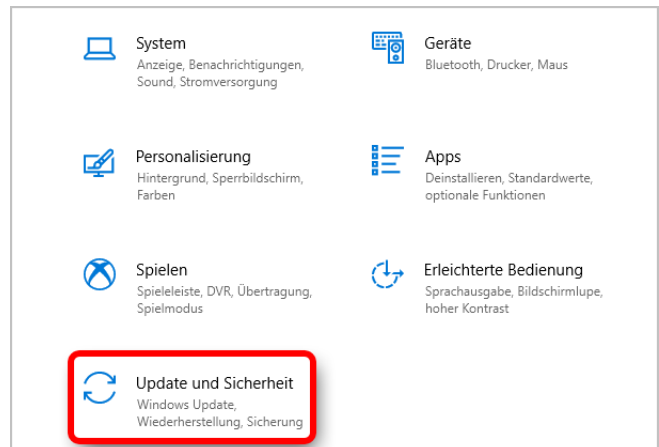 System
Anzeige, Benachrichtigungen,
Sound, Stromversorgung
Geräte
Bluetooth, Drucker, Maus
Personalisierung
Hintergrund, Sperrbildschirm,
Farben
Apps
Deinstallieren, Standardwerte,
optionale Funktionen
Spielen
Spieleleiste, DVR, Übertragung,
Spielmodus
Erleichterte Bedienung
Sprachausgabe, Bildschirmlupe,
hoher Kontrast
Update und Sicherheit
Windows Update,
Wiederherstellung, Sicherung